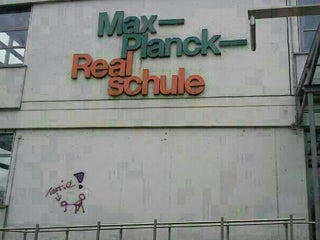 Max-
Planck-
Real
schule